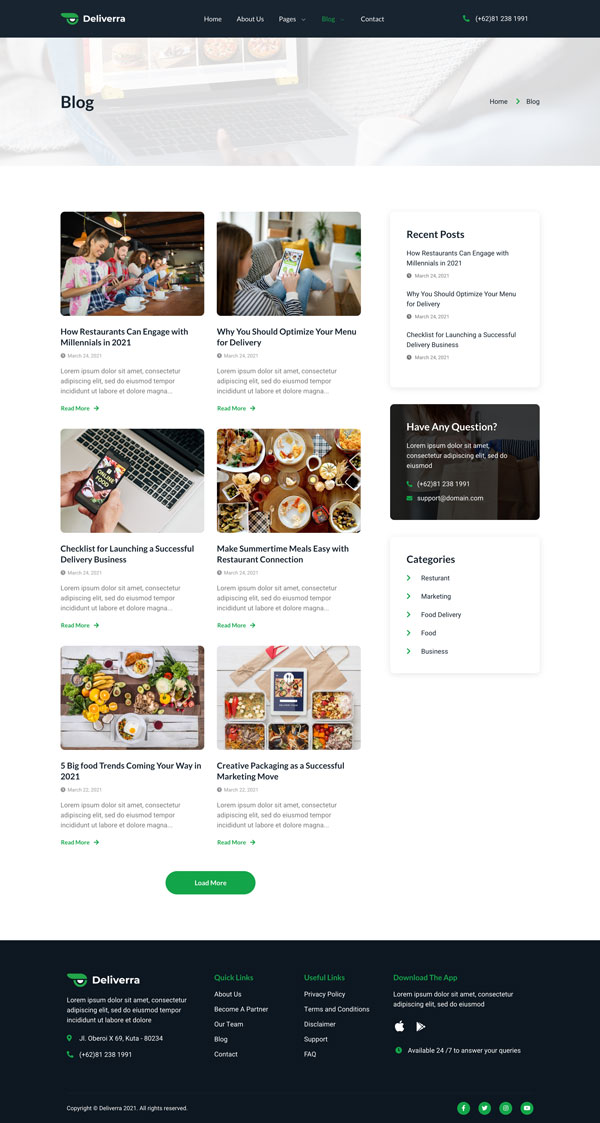 Deliverra
Home
About Us
Pages
Blog
Contact
(+62)81 238 1991
Blog
Home
Blog
How Restaurants Can Engage with
Millennials in 2021
March 24, 2021
Lorem ipsum dolor sit amet, consectetur
adipiscing elit, sed do eiusmod tempor
incididunt ut labore et dolore magna...
Read More
Why You Should Optimize Your Menu
for Delivery
March 24, 2021
Lorem ipsum dolor sit amet, consectetur
adipiscing elit, sed do eiusmod tempor
incididunt ut labore et dolore magna...
Read More
ONLINE
FOOD
Checklist for Launching a Successful
Delivery Business
March 24, 2021
Lorem ipsum dolor sit amet, consectetur
adipiscing elit, sed do eiusmod tempor
incididunt ut labore et dolore magna...
Read More
Make Summertime Meals Easy with
Restaurant Connection
March 24, 2021
Lorem ipsum dolor sit amet, consectetur
adipiscing elit, sed do eiusmod tempor
incididunt ut labore et dolore magna...
Read More
5 Big food Trends Coming Your Way in
2021
March 22, 2021
Lorem ipsum dolor sit amet, consectetur
adipiscing elit, sed do eiusmod tempor
incididunt ut labore et dolore magna...
Read More
Creative Packaging as a Successful
Marketing Move
March 22, 2021
Lorem ipsum dolor sit amet, consectetur
adipiscing elit, sed do eiusmod tempor
incididunt ut labore et dolore magna...
Read More
Load More
Recent Posts
How Restaurants Can Engage with
Millennials in 2021
March 24, 2021
Why You Should Optimize Your Menu
for Delivery
March 24, 2021
Checklist for Launching a Successful
Delivery Business
March 24, 2021
Have Any Question?
Lorem ipsum dolor sit amet,
consectetur adipiscing elit, sed do
eiusmod
(+62)81 238 1991
support@domain.com
Categories
Resturant
Marketing
Food Delivery
Food
Business
Deliverra
Lorem ipsum dolor sit amet, consectetur
adipiscing elit, sed do eiusmod tempor
incididunt ut labore et dolore
Jl. Oberoi X 69, Kuta - 80234
(+62)81 238 1991
Quick Links
About Us
Become A Partner
Our Team
Blog
Contact
Useful Links
Privacy Policy
Terms and Conditions
Disclaimer
Support
FAQ
Download The App
Lorem ipsum dolor sit amet, consectetur
adipiscing elit, sed do eiusmod
Available 24 /7 to answer your queries
Copyright © Deliverra 2021. All rights reserved.